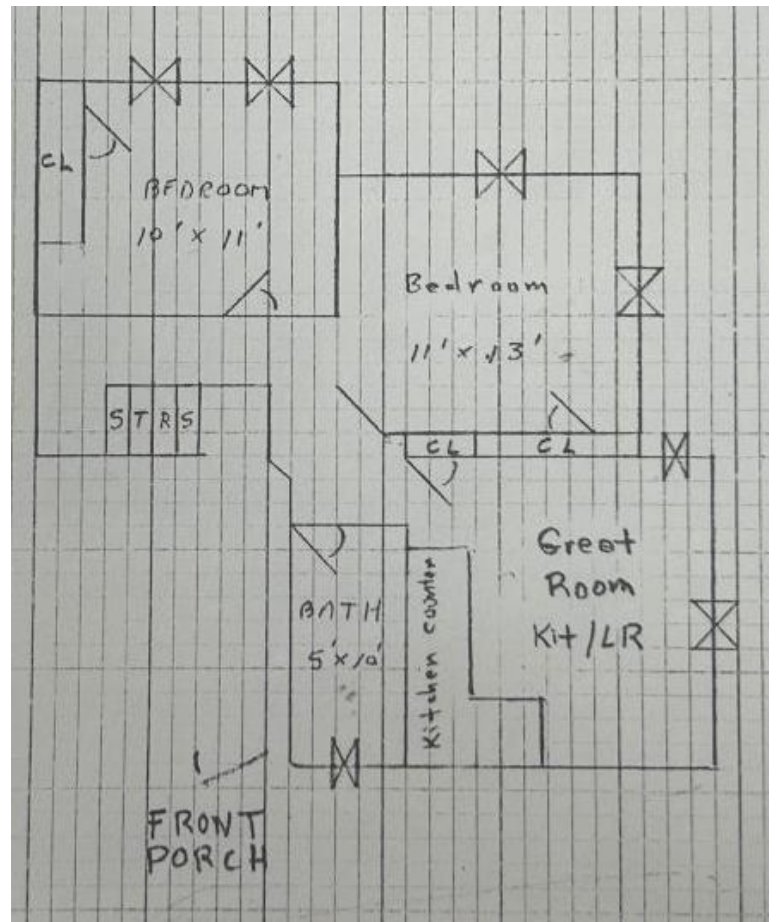 CL
BEDROOM
10' x 11'
Bedroom
11' x 13'
STRS
CL
CL
Great
Room
Kit/LR
BATH
5' x 10'
Kitchen counter
FRONT
PORCH